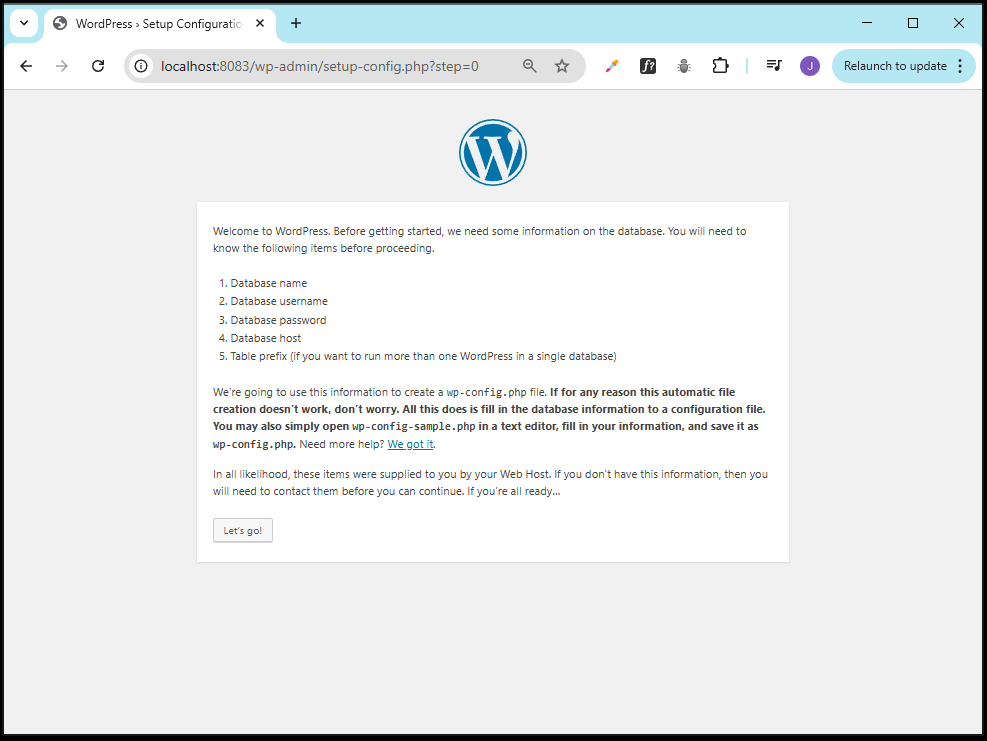 WordPress › Setup Configuratio
localhost:8083/wp-admin/setup-config.php?step=0
f?
J
Relaunch to update
W
Welcome to WordPress. Before getting started, we need some information on the database. You will need to
know the following items before proceeding.
1. Database name
2. Database username
3. Database password
4. Database host
5. Table prefix (if you want to run more than one WordPress in a single database)
We’re going to use this information to create a wp-config.php file. If for any reason this automatic file
creation doesn’t work, don’t worry. All this does is fill in the database information to a configuration file.
You may also simply open wp-config-sample.php in a text editor, fill in your information, and save it as
wp-config.php. Need more help? We got it.
In all likelihood, these items were supplied to you by your Web Host. If you don’t have this information, then you
will need to contact them before you can continue. If you’re all ready…
Let’s go!